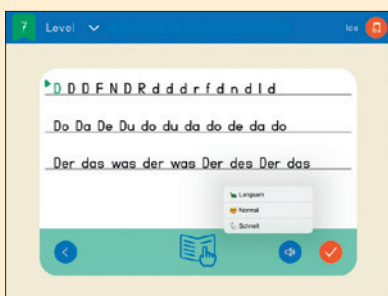 7 Level Ida
D D D F N D R d d d r f d n d l d
Do Da De Du do du da do de da do
Der das was der was Der des Der das
Langsam
Normal
Schnell